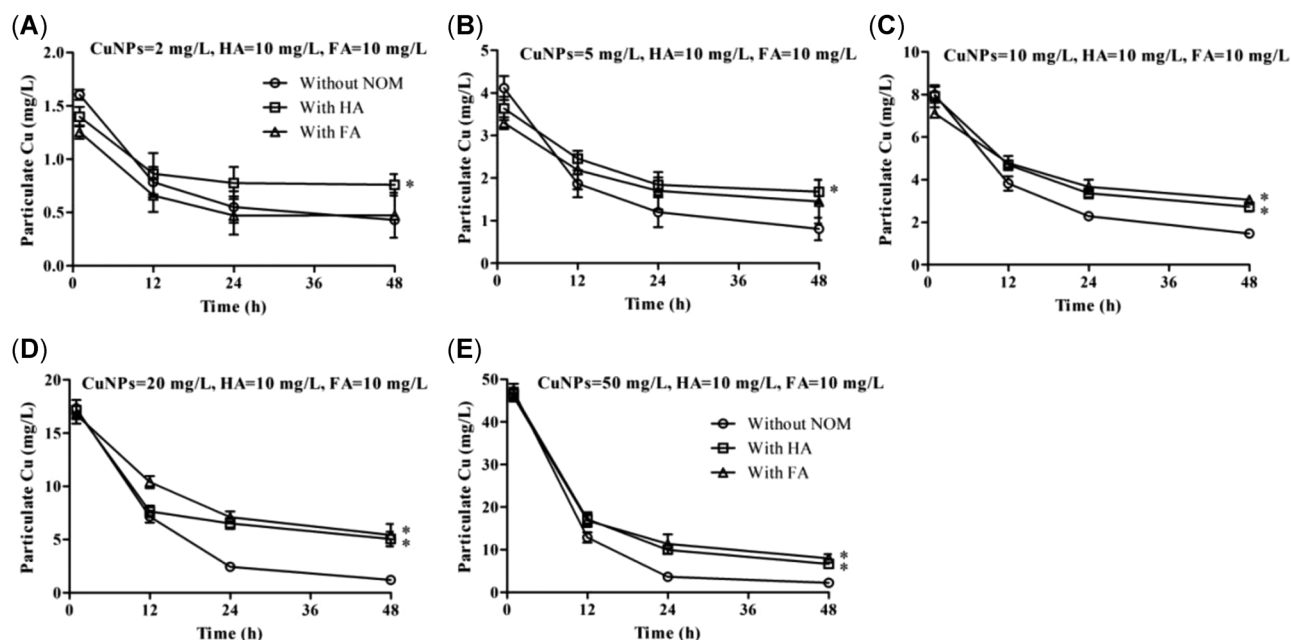 (A)
CuNPs=2 mg/L, HA=10 mg/L, FA=10 mg/L
Particulate Cu (mg/L)
2.0
1.5
1.0
0.5
0.0
Without NOM
With HA
With FA
*
0 12 24 36 48
Time (h)
(B)
CuNPs=5 mg/L, HA=10 mg/L, FA=10 mg/L
Particulate Cu (mg/L)
5
4
3
2
1
0
*
0 12 24 36 48
Time (h)
(C)
CuNPs=10 mg/L, HA=10 mg/L, FA=10 mg/L
Particulate Cu (mg/L)
8
6
4
2
0
*
*
0 12 24 36 48
Time (h)
(D)
CuNPs=20 mg/L, HA=10 mg/L, FA=10 mg/L
Particulate Cu (mg/L)
20
15
10
5
0
*
*
0 12 24 36 48
Time (h)
(E)
CuNPs=50 mg/L, HA=10 mg/L, FA=10 mg/L
Particulate Cu (mg/L)
50
40
30
20
10
0
Without NOM
With HA
With FA
*
*
0 12 24 36 48
Time (h)